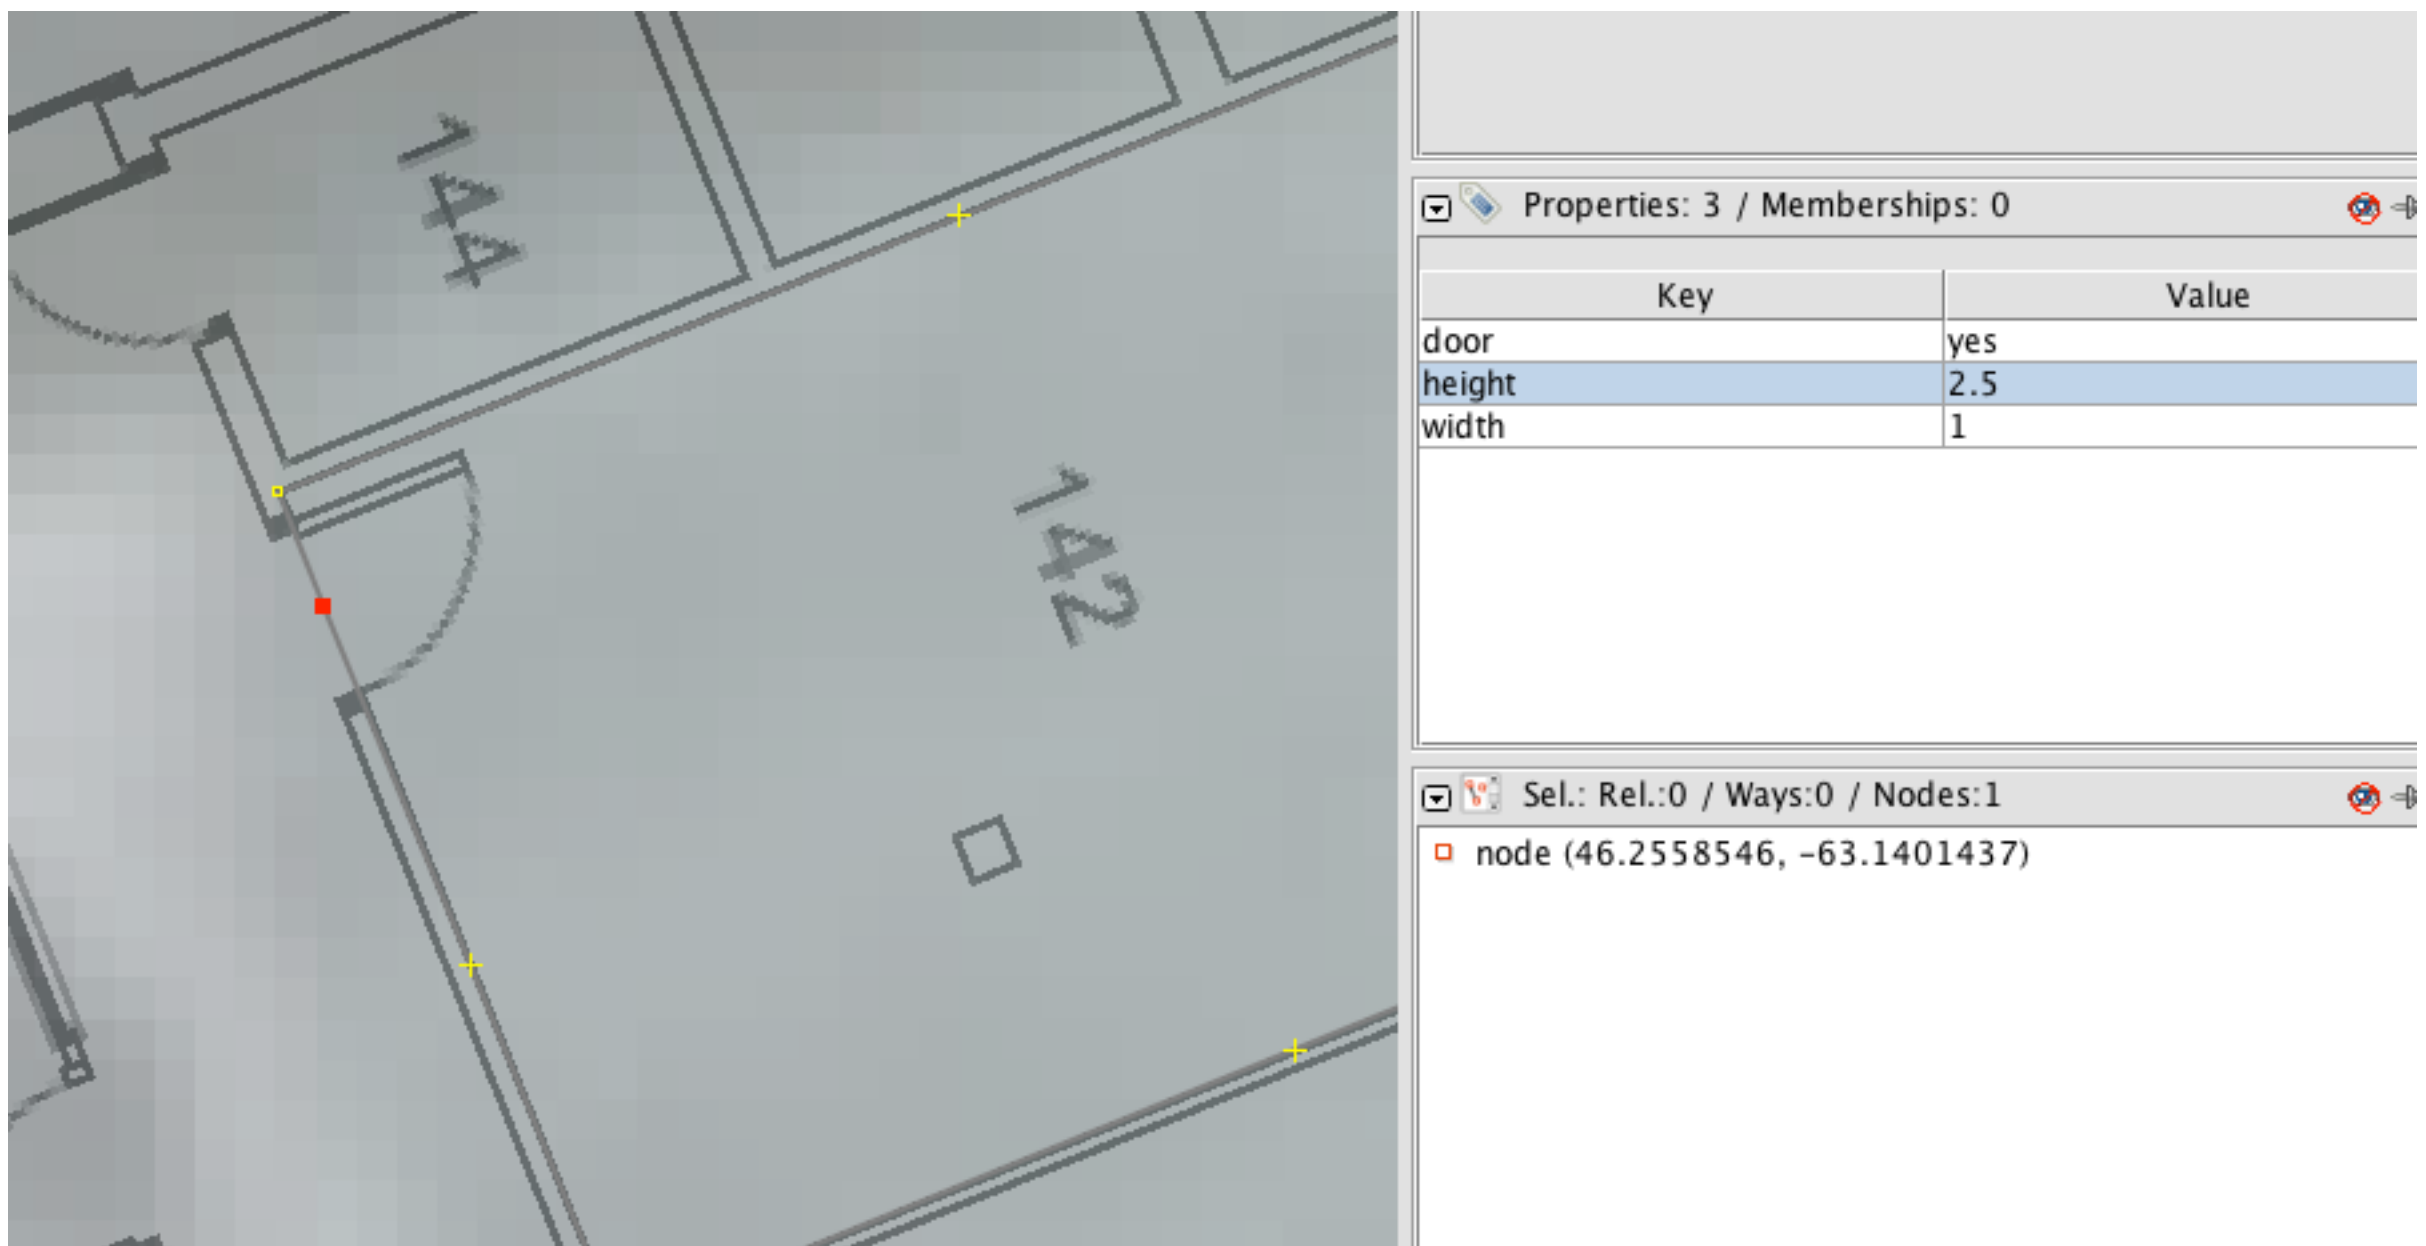 144
142
Properties: 3 / Memberships: 0
Key Value
door yes
height 2.5
width 1
Sel.: Rel.:0 / Ways:0 / Nodes:1
node (46.2558546, -63.1401437)